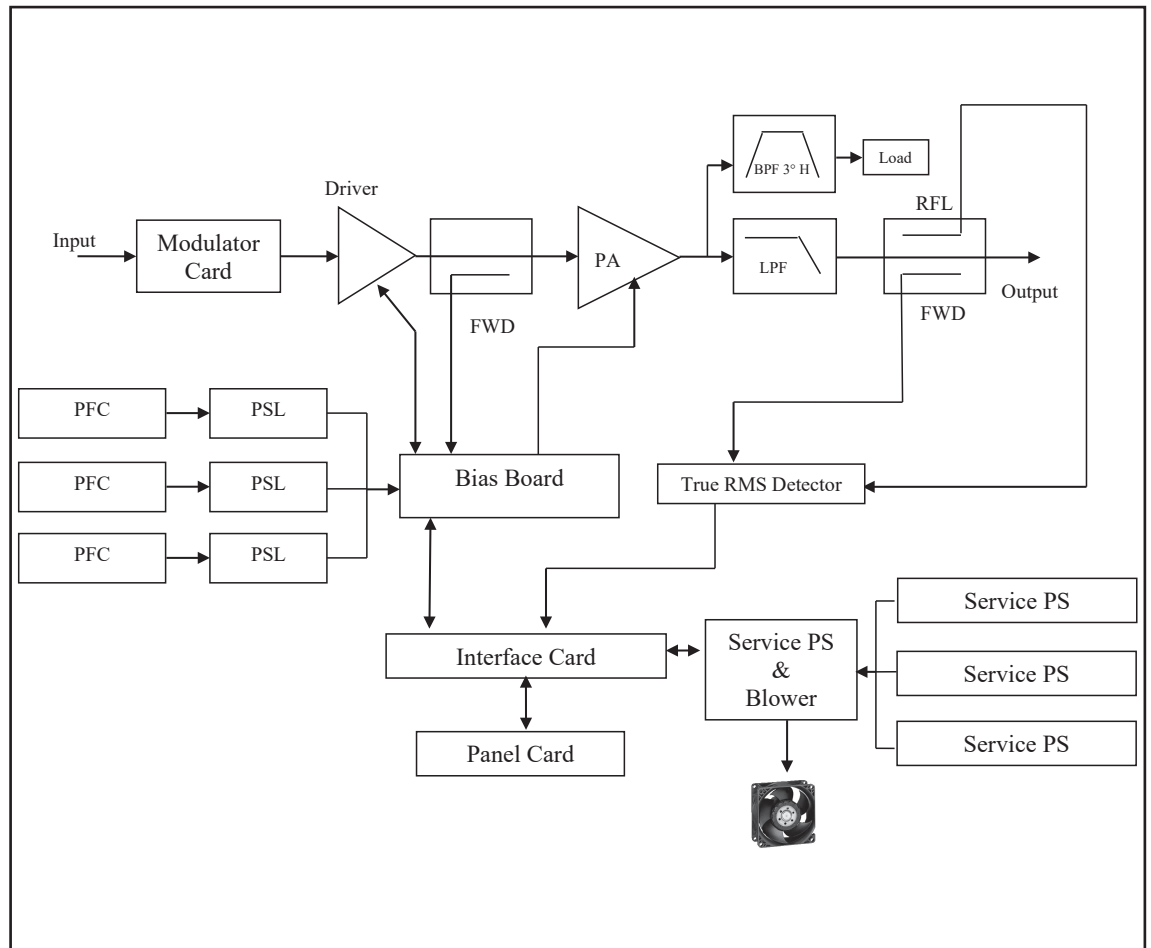 Driver
Input
Modulator
Card
FWD
PA
BPF 3° H
Load
LPF
RFL
FWD
Output
PFC
PSL
PFC
PSL
PFC
PSL
Bias Board
True RMS Detector
Interface Card
Panel Card
Service PS
&
Blower
Service PS
Service PS
Service PS